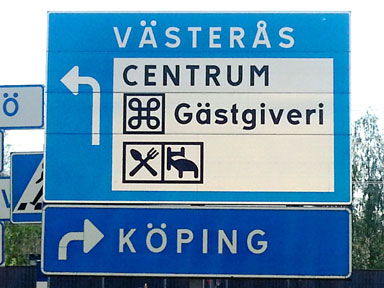 VÄSTERÅS
CENTRUM
Gästgiveri
KÖPING
Ö